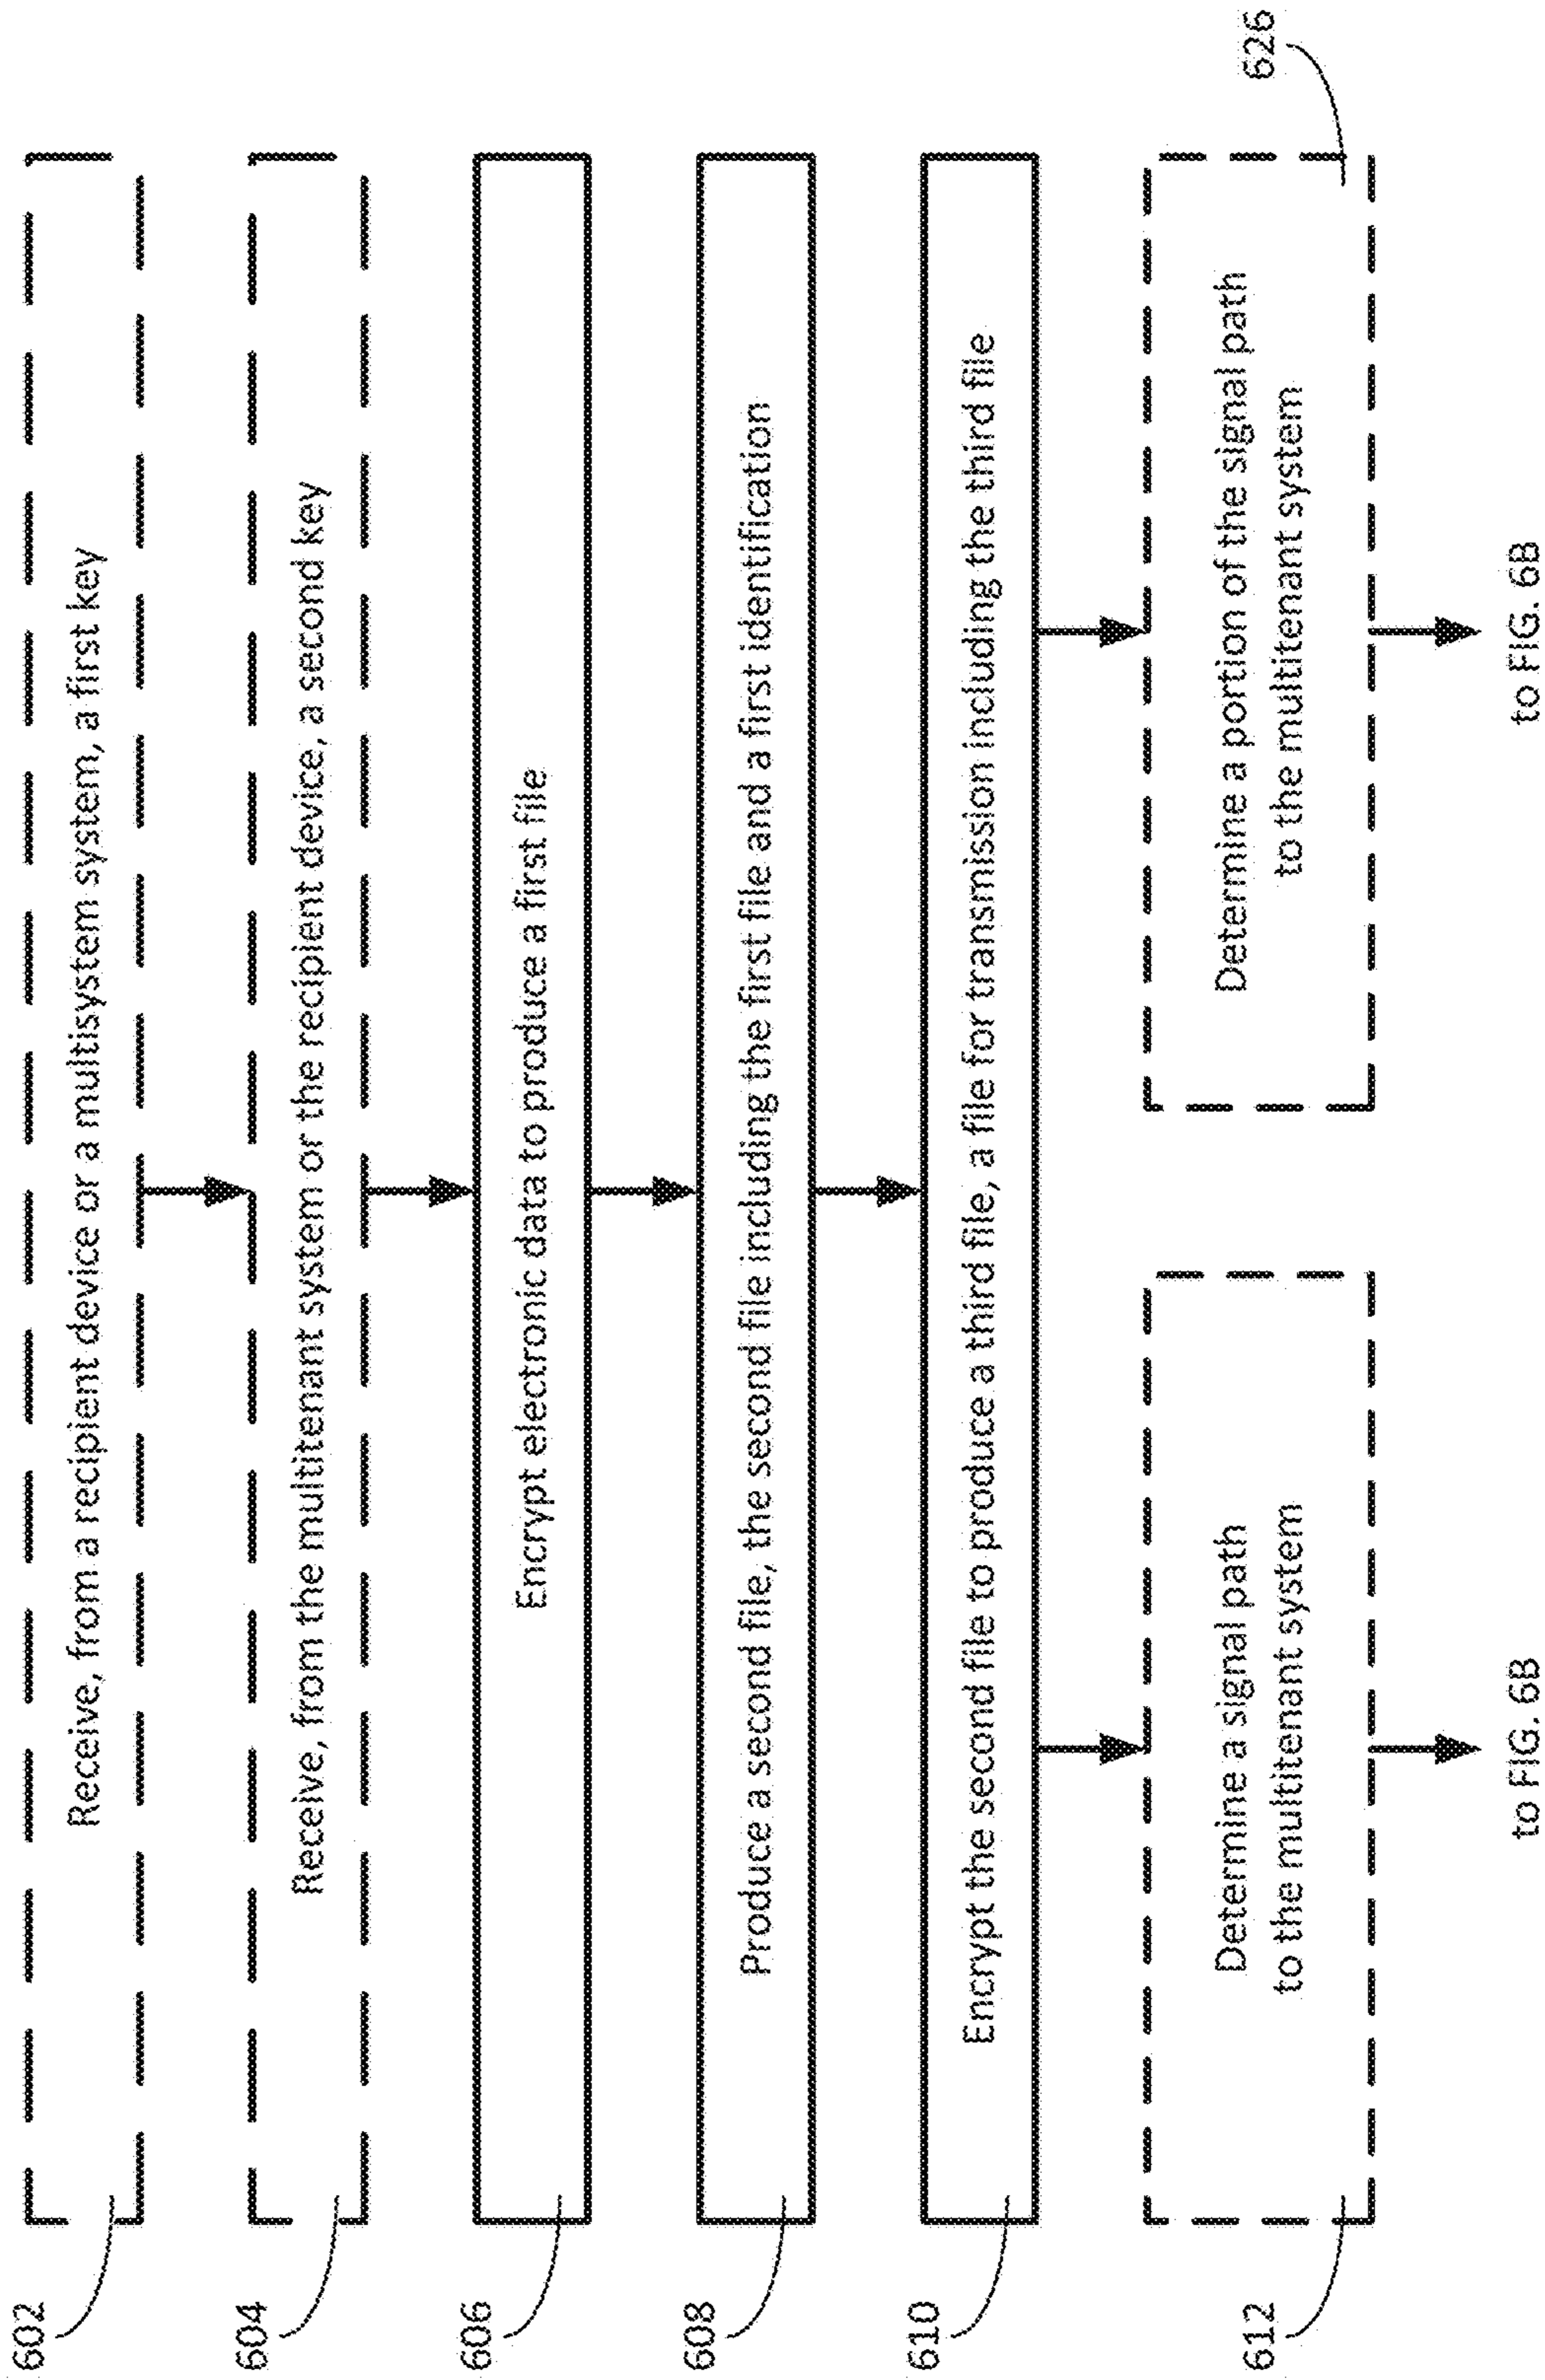 602
Receive, from a recipient device or a multisystem system, a first key
604
Receive, from the multitenant system or the recipient device, a second key
606
Encrypt electronic data to produce a first file
608
Produce a second file, the second file including the first file and a first identification
610
Encrypt the second file to produce a third file, a file for transmission including the third file
612
Determine a signal path
to the multitenant system
to FIG. 6B
626
Determine a portion of the signal path
to the multitenant system
to FIG. 6B